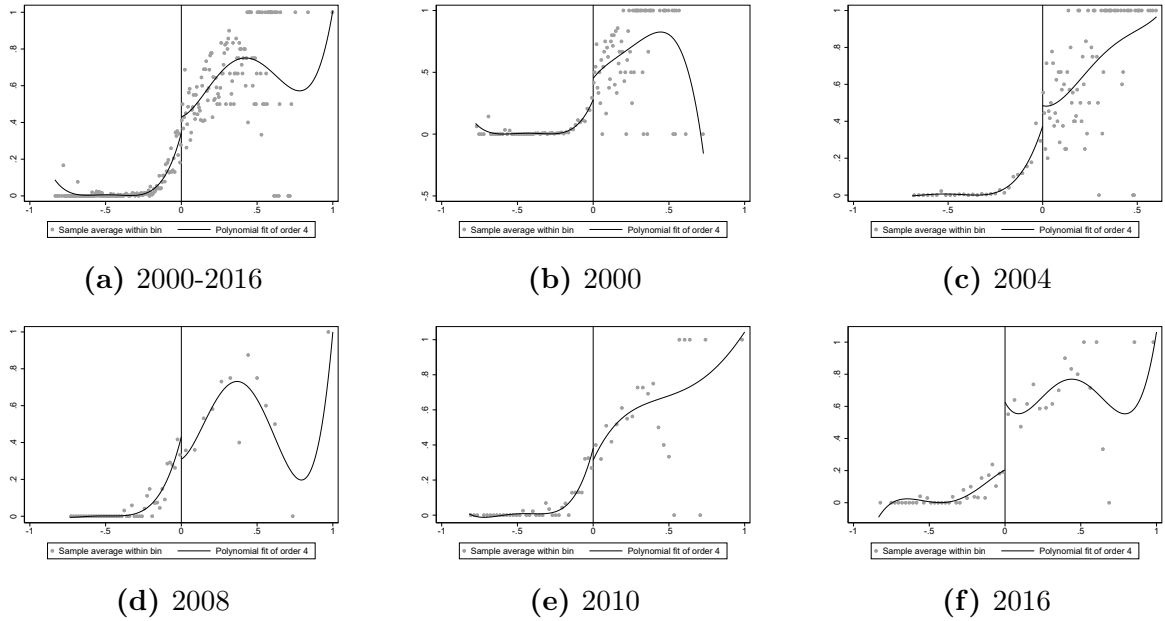 1
.8
.6
.4
.2
0
-1 -.5 0 .5 1
Sample average within bin Polynomial fit of order 4
(a) 2000-2016
1
.5
0
-.5
-1 -.5 0 .5 1
Sample average within bin Polynomial fit of order 4
(b) 2000
1
.8
.6
.4
.2
0
-1 -.5 0 .5
Sample average within bin Polynomial fit of order 4
(c) 2004
1
.8
.6
.4
.2
0
-1 -.5 0 .5 1
Sample average within bin Polynomial fit of order 4
(d) 2008
1
.8
.6
.4
.2
0
-1 -.5 0 .5 1
Sample average within bin Polynomial fit of order 4
(e) 2010
1
.8
.6
.4
.2
0
-1 -.5 0 .5 1
Sample average within bin Polynomial fit of order 4
(f) 2016